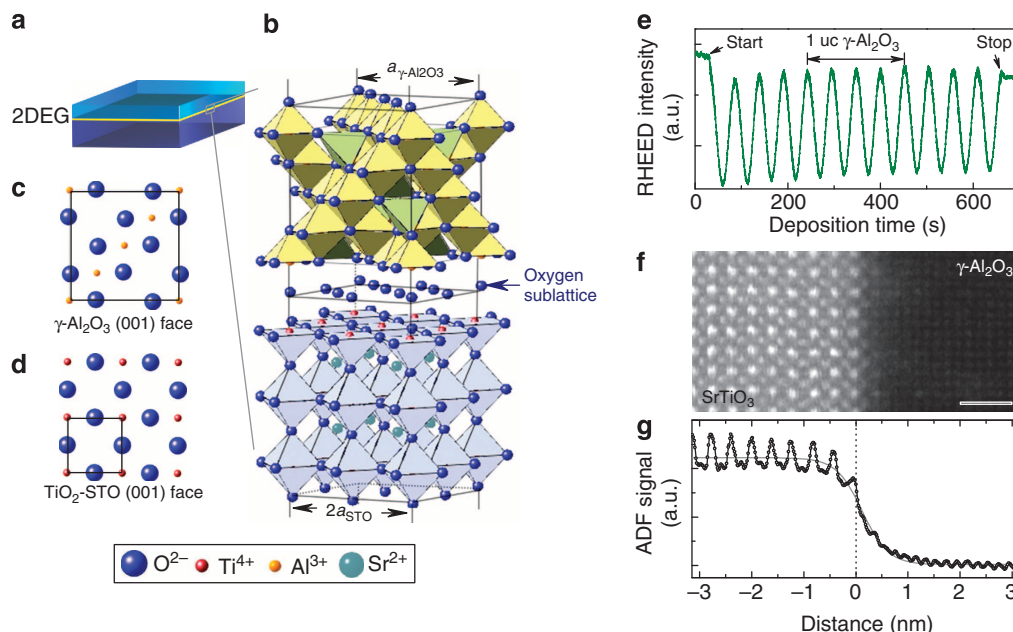 a
2DEG
b
a γ-Al2O3
Oxygen
sublattice
2aSTO
c
γ-Al₂O₃ (001) face
d
TiO₂-STO (001) face
O²⁻ Ti⁴⁺ Al³⁺ Sr²⁺
e
Start
1 uc γ-Al₂O₃
Stop
RHEED intensity
(a.u.)
0 200 400 600
Deposition time (s)
f
γ-Al₂O₃
SrTiO₃
g
ADF signal
(a.u.)
–3 –2 –1 0 1 2 3
Distance (nm)